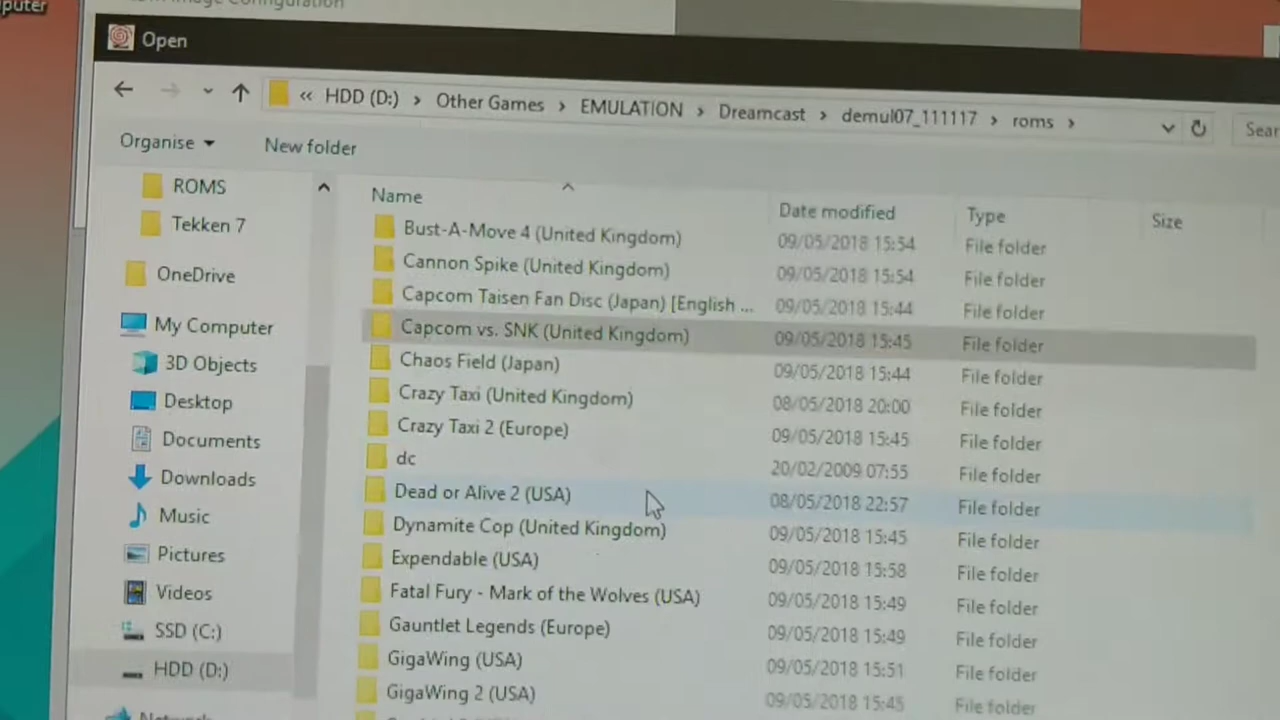 puter
Image Configuration
Open
« HDD (D:) > Other Games > EMULATION > Dreamcast > demul07_111117 > roms >
Sear
Organise
New folder
ROMS
Tekken 7
OneDrive
My Computer
3D Objects
Desktop
Documents
Downloads
Music
Pictures
Videos
SSD (C:)
HDD (D:)
Network
Name Date modified Type Size
Bust-A-Move 4 (United Kingdom) 09/05/2018 15:54 File folder
Cannon Spike (United Kingdom) 09/05/2018 15:54 File folder
Capcom Taisen Fan Disc (Japan) [English ... 09/05/2018 15:44 File folder
Capcom vs. SNK (United Kingdom) 09/05/2018 15:45 File folder
Chaos Field (Japan) 09/05/2018 15:44 File folder
Crazy Taxi (United Kingdom) 08/05/2018 20:00 File folder
Crazy Taxi 2 (Europe) 09/05/2018 15:45 File folder
dc 20/02/2009 07:55 File folder
Dead or Alive 2 (USA) 08/05/2018 22:57 File folder
Dynamite Cop (United Kingdom) 09/05/2018 15:45 File folder
Expendable (USA) 09/05/2018 15:58 File folder
Fatal Fury - Mark of the Wolves (USA) 09/05/2018 15:49 File folder
Gauntlet Legends (Europe) 09/05/2018 15:49 File folder
GigaWing (USA) 09/05/2018 15:51 File folder
GigaWing 2 (USA) 09/05/2018 15:45 File folder